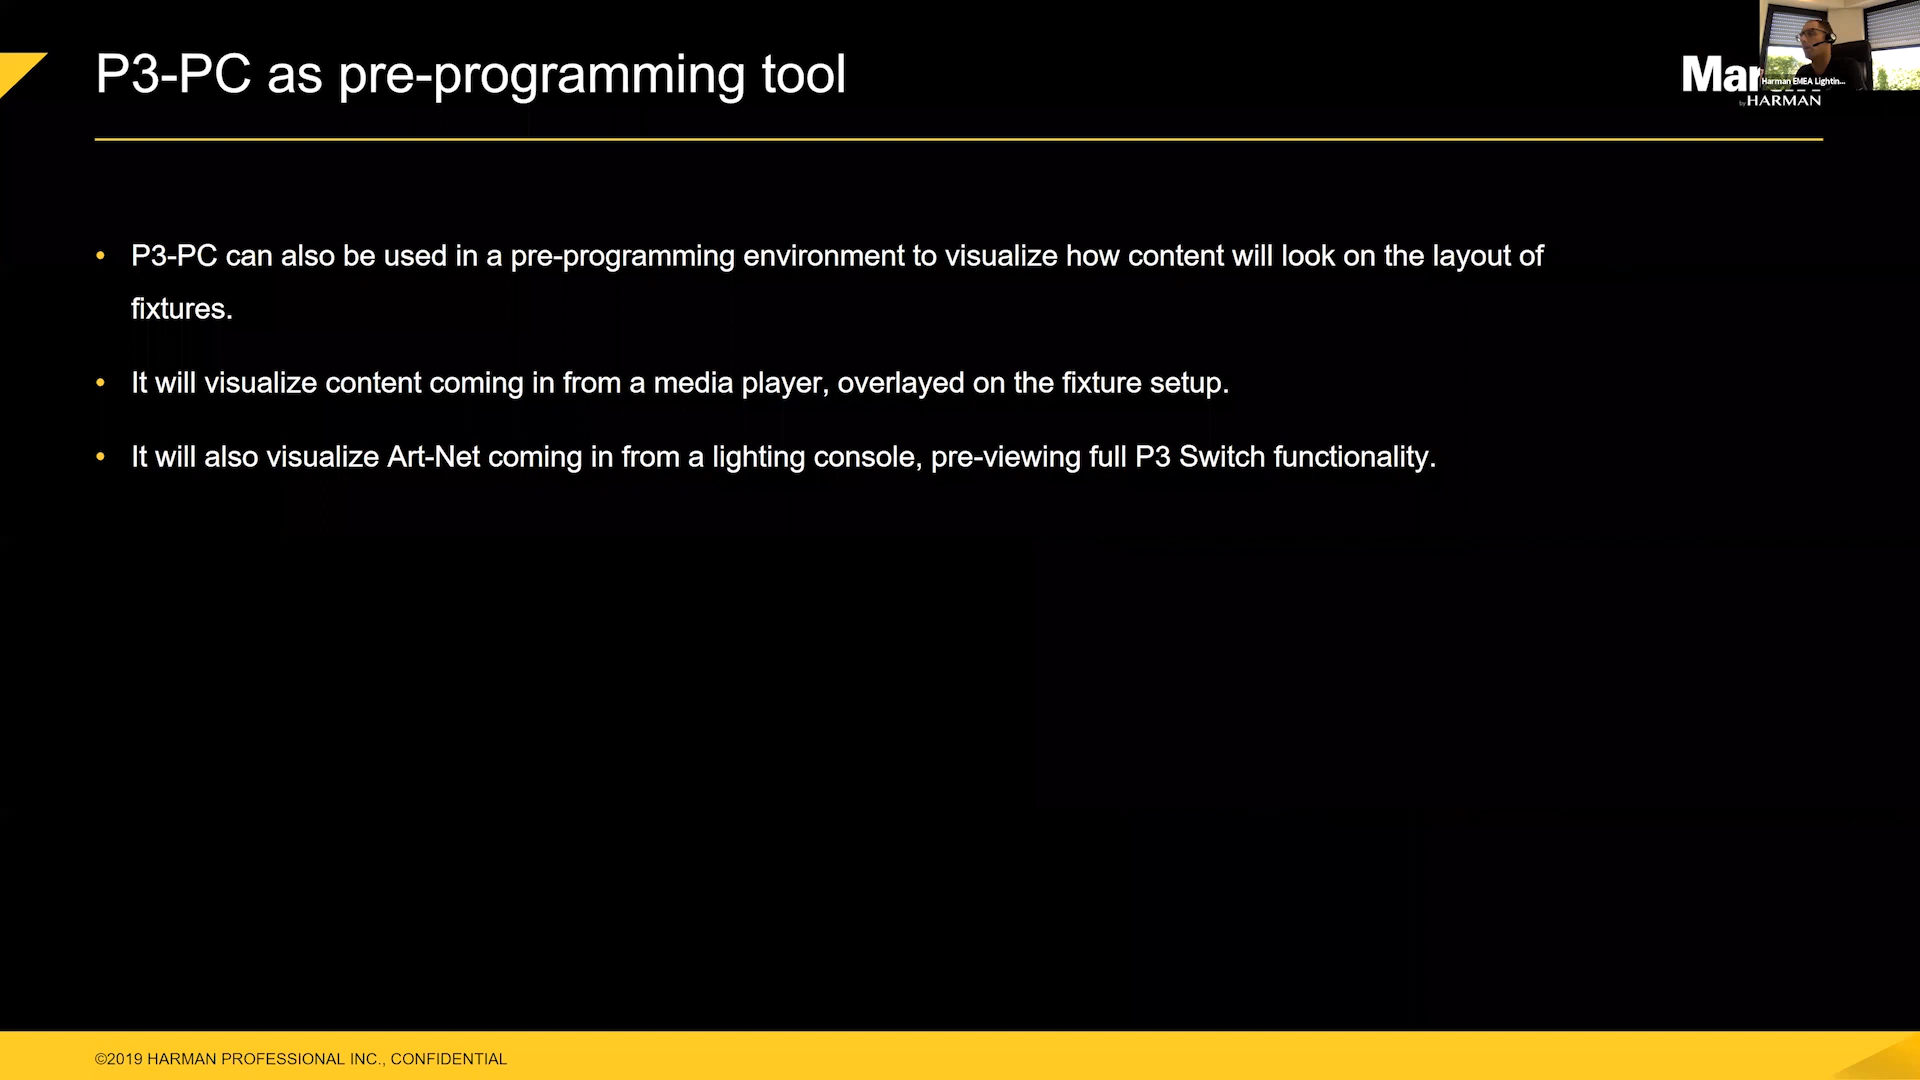 P3-PC as pre-programming tool
Harman EMEA Lightin...
by HARMAN
• P3-PC can also be used in a pre-programming environment to visualize how content will look on the layout of
fixtures.
• It will visualize content coming in from a media player, overlayed on the fixture setup.
• It will also visualize Art-Net coming in from a lighting console, pre-viewing full P3 Switch functionality.
©2019 HARMAN PROFESSIONAL INC., CONFIDENTIAL